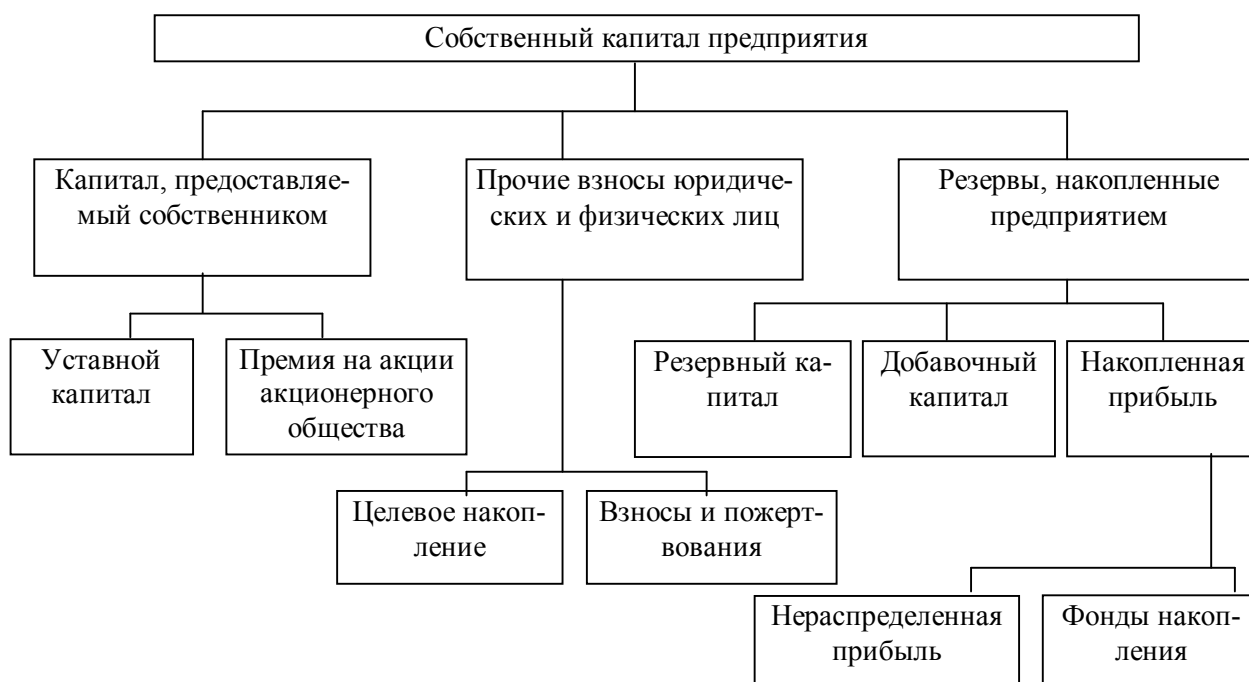 Собственный капитал предприятия
Капитал, предоставляе-
мый собственником
Прочие взносы юридиче-
ских и физических лиц
Резервы, накопленные
предприятием
Уставной
капитал
Премия на акции
акционерного
общества
Резервный ка-
питал
Добавочный
капитал
Накопленная
прибыль
Целевое накоп-
ление
Взносы и пожерт-
вования
Нераспределенная
прибыль
Фонды накоп-
ления